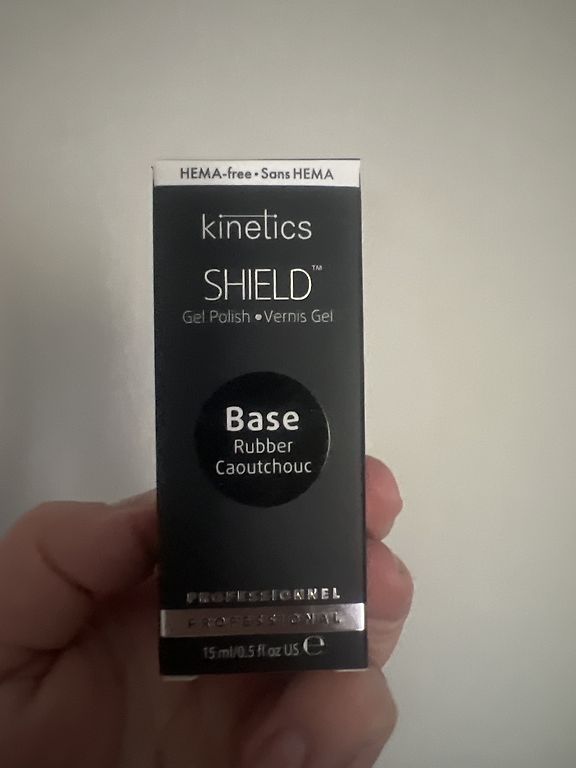 HEMA-free • Sans HEMA
kinetics
SHIELD™
Gel Polish • Vernis Gel
Base
Rubber
Caoutchouc
PROFESSIONNEL
PROFESSIONAL
15 ml/0.5 fl oz US ℮